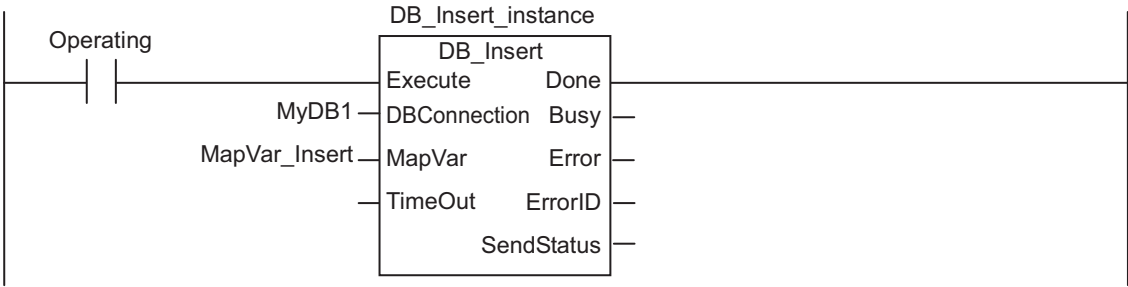 DB_Insert_instance
Operating
DB_Insert
Execute Done
MyDB1 DBConnection Busy
MapVar_Insert MapVar Error
TimeOut ErrorID
SendStatus